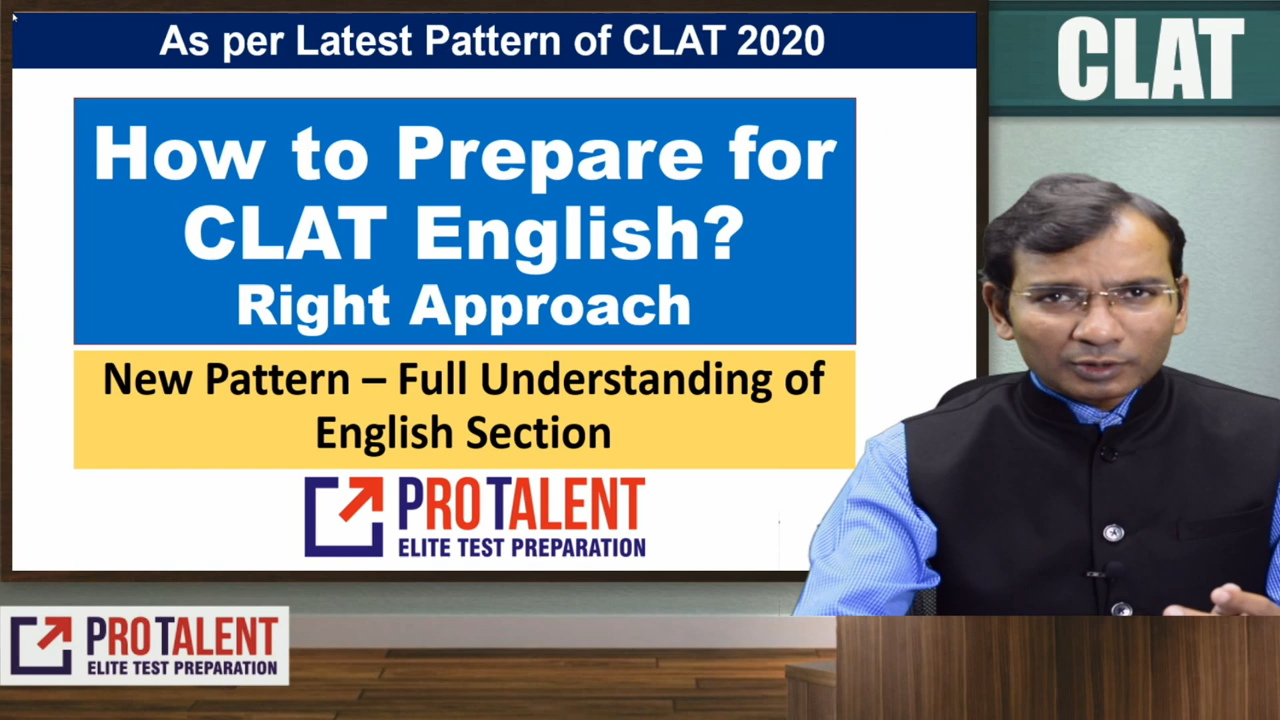 As per Latest Pattern of CLAT 2020
CLAT
How to Prepare for
CLAT English?
Right Approach
New Pattern – Full Understanding of
English Section
PROTALENT
ELITE TEST PREPARATION
PROTALENT
ELITE TEST PREPARATION